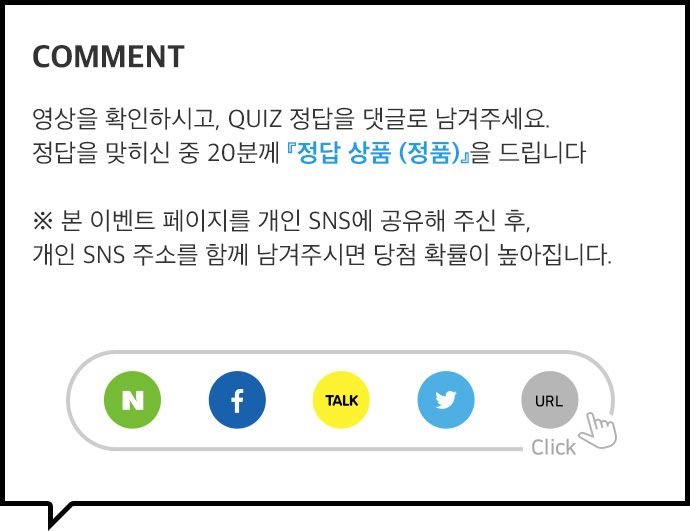 COMMENT
영상을 확인하시고, QUIZ 정답을 댓글로 남겨주세요.
정답을 맞히신 중 20분께 『정답 상품 (정품)』을 드립니다
※ 본 이벤트 페이지를 개인 SNS에 공유해 주신 후,
개인 SNS 주소를 함께 남겨주시면 당첨 확률이 높아집니다.
N f TALK URL
Click